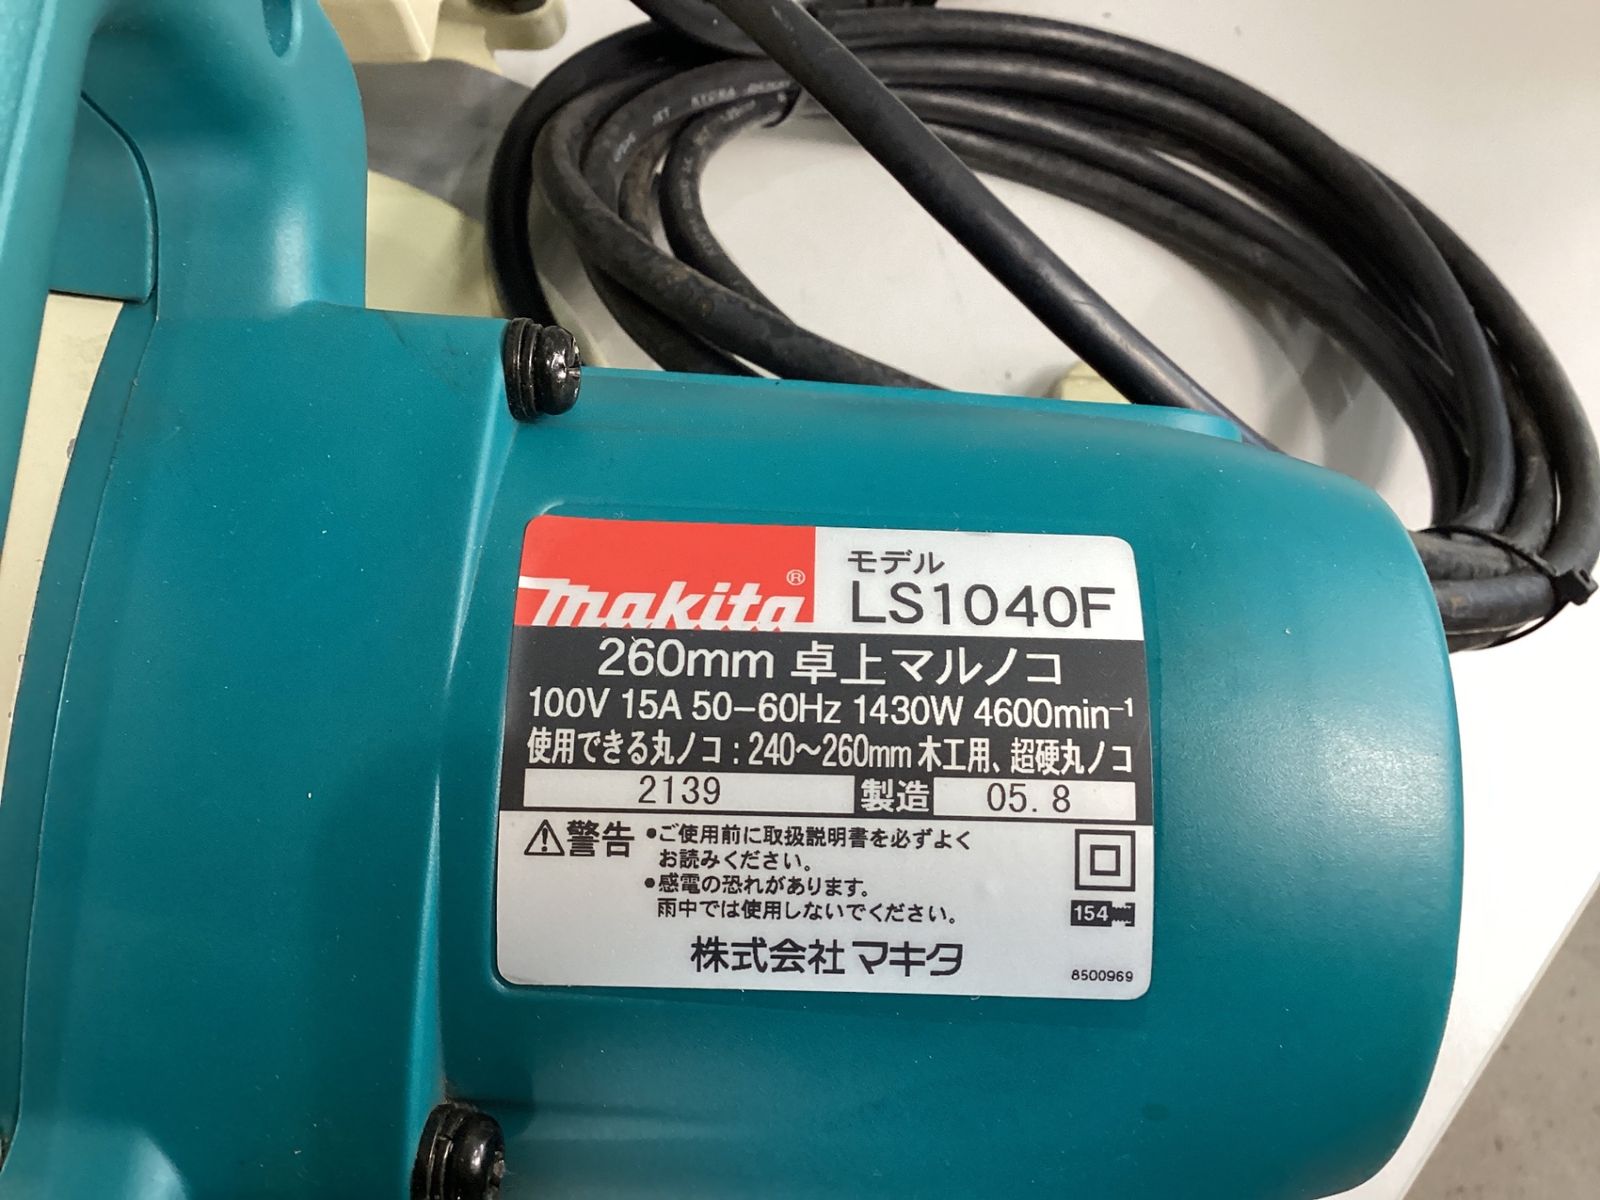 makita®
モデル
LS1040F
260mm 卓上マルノコ
100V 15A 50-60Hz 1430W 4600min⁻¹
使用できる丸ノコ:240～260mm 木工用、超硬丸ノコ
2139 製造 05. 8
⚠警告 •ご使用前に取扱説明書を必ずよく
お読みください。
•感電の恐れがあります。
雨中では使用しないでください。
154
株式会社マキタ
8500969